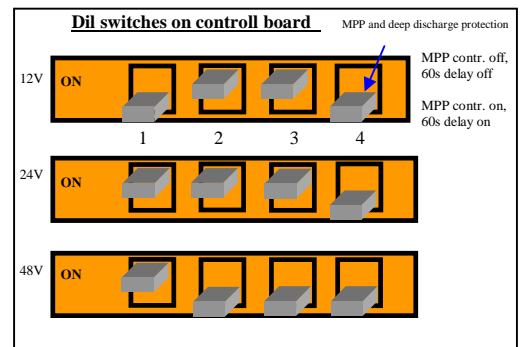 Dil switches on controll board
MPP and deep discharge protection
MPP contr. off,
60s delay off
12V
ON
MPP contr. on,
60s delay on
1 2 3 4
24V
ON
48V
ON